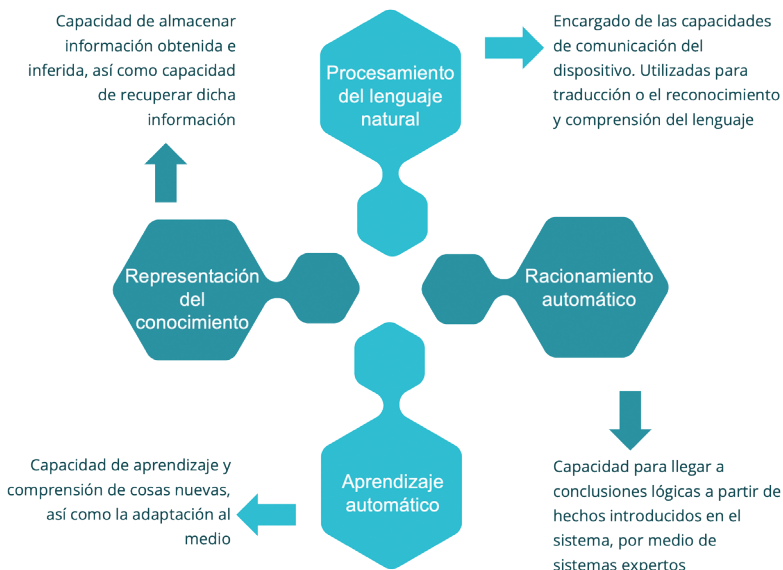 Capacidad de almacenar
información obtenida e
inferida, así como capacidad
de recuperar dicha
información
Procesamiento
del lenguaje
natural
Encargado de las capacidades
de comunicación del
dispositivo. Utilizadas para
traducción o el reconocimiento
y comprensión del lenguaje
Representación
del
conocimiento
Racionamiento
automático
Capacidad de aprendizaje y
comprensión de cosas nuevas,
así como la adaptación al
medio
Aprendizaje
automático
Capacidad para llegar a
conclusiones lógicas a partir de
hechos introducidos en el
sistema, por medio de
sistemas expertos